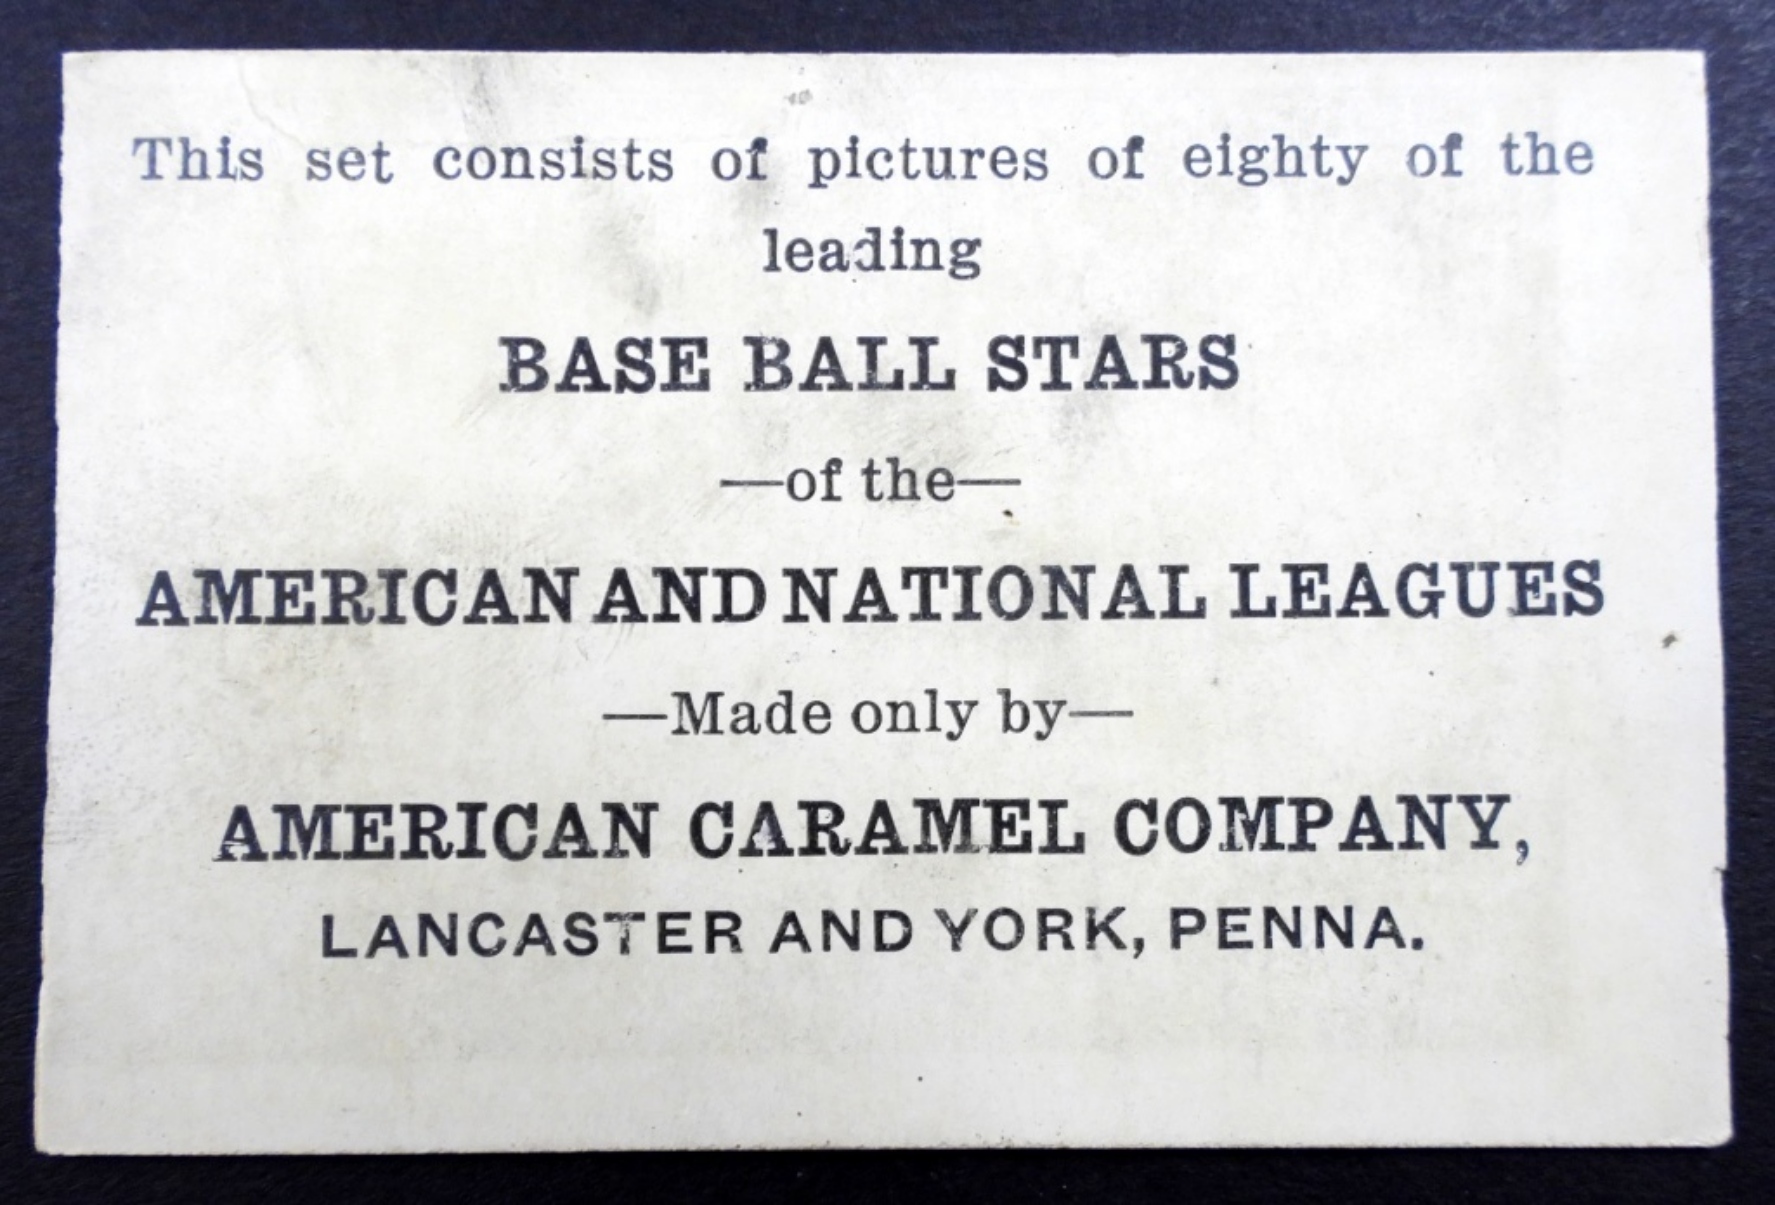 This set consists of pictures of eighty of the
leading
BASE BALL STARS
—of the—
AMERICAN AND NATIONAL LEAGUES
—Made only by—
AMERICAN CARAMEL COMPANY,
LANCASTER AND YORK, PENNA.